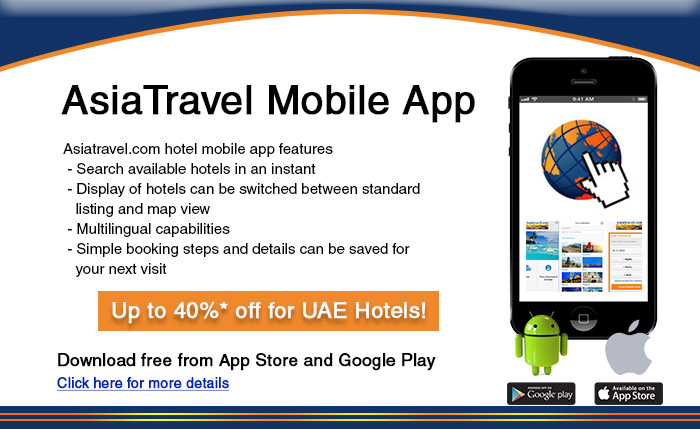 AsiaTravel Mobile App
Asiatravel.com hotel mobile app features
- Search available hotels in an instant
- Display of hotels can be switched between standard
listing and map view
- Multilingual capabilities
- Simple booking steps and details can be saved for
your next visit
Up to 40%* off for UAE Hotels!
Download free from App Store and Google Play
Click here for more details
9:41 AM
ANDROID APP ON
Google play
Available on the
App Store